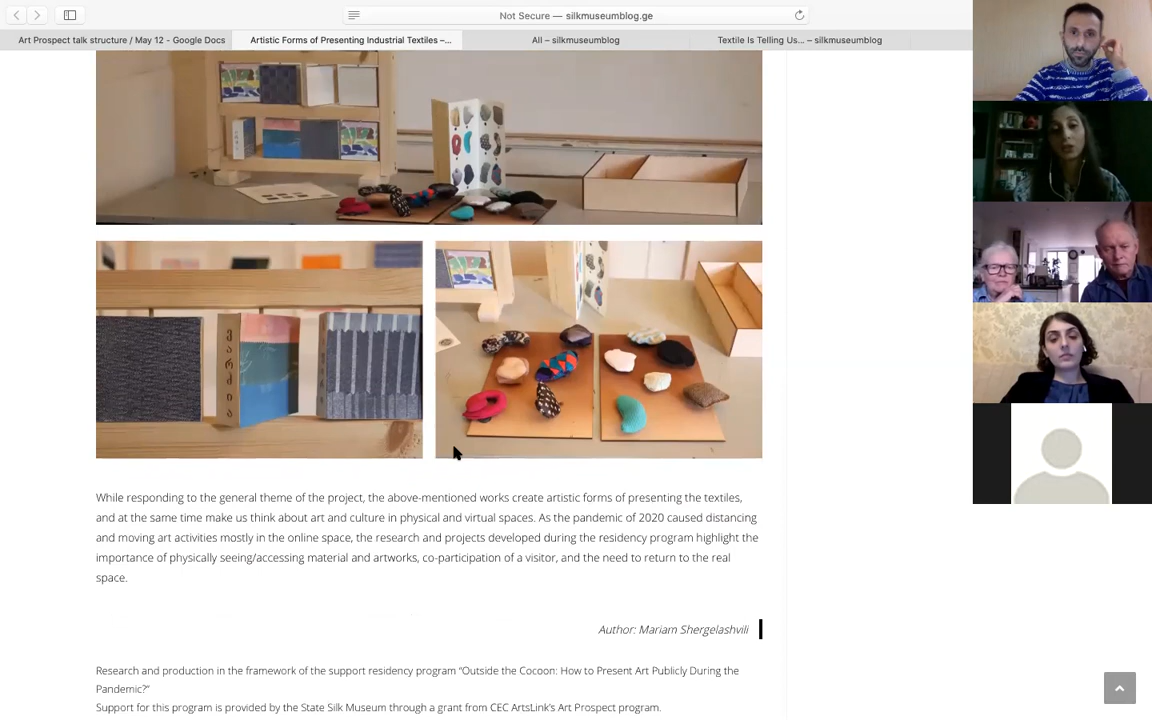 Not Secure — silkmuseumblog.ge
Art Prospect talk structure / May 12 - Google Docs
Artistic Forms of Presenting Industrial Textiles –...
All – silkmuseumblog
Textile Is Telling Us... – silkmuseumblog
ვარძია
While responding to the general theme of the project, the above-mentioned works create artistic forms of presenting the textiles,
and at the same time make us think about art and culture in physical and virtual spaces. As the pandemic of 2020 caused distancing
and moving art activities mostly in the online space, the research and projects developed during the residency program highlight the
importance of physically seeing/accessing material and artworks, co-participation of a visitor, and the need to return to the real
space.
Author: Mariam Shergelashvili
Research and production in the framework of the support residency program “Outside the Cocoon: How to Present Art Publicly During the
Pandemic?”
Support for this program is provided by the State Silk Museum through a grant from CEC ArtsLink's Art Prospect program.